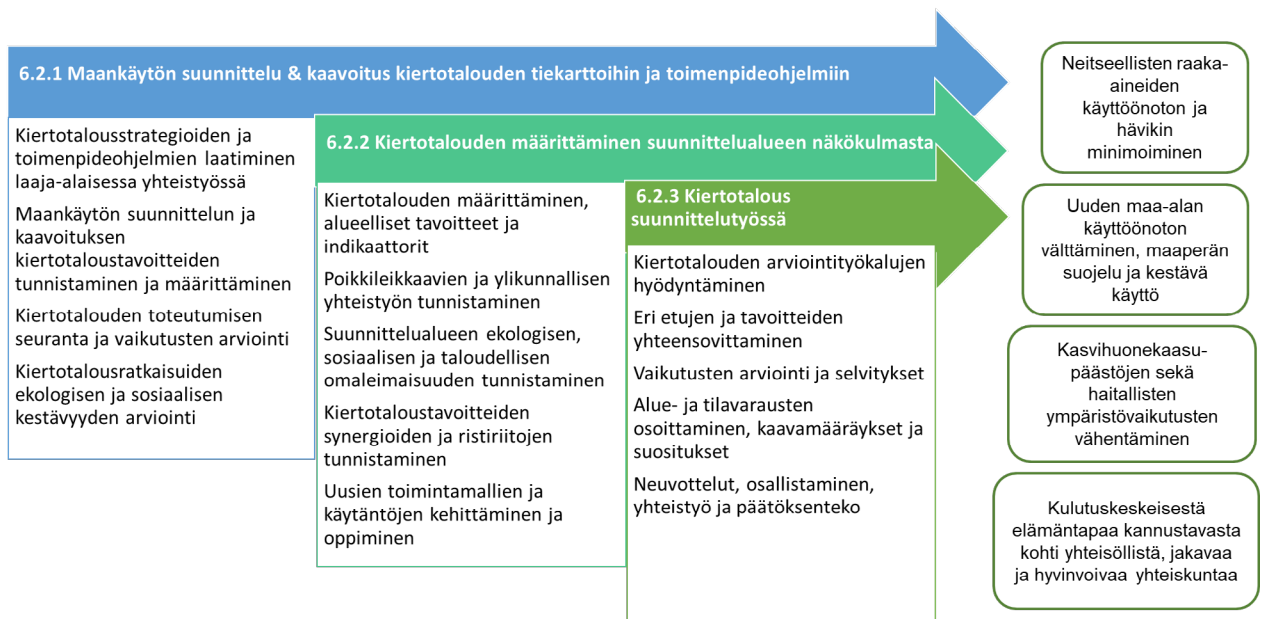 6.2.1 Maankäytön suunnittelu & kaavoitus kiertotalouden tiekarttoihin ja toimenpideohjelmiin
Kiertotalousstrategioiden ja
toimenpideohjelmien laatiminen
laaja-alaisessa yhteistyössä
Maankäytön suunnittelun ja
kaavoituksen
kiertotaloustavoitteiden
tunnistaminen ja määrittäminen
Kiertotalouden toteutumisen
seuranta ja vaikutusten arviointi
Kiertotalousratkaisuiden
ekologisen ja sosiaalisen
kestävyyden arviointi
6.2.2 Kiertotalouden määrittäminen suunnittelualueen näkökulmasta
Kiertotalouden määrittäminen,
alueelliset tavoitteet ja
indikaattorit
Poikkileikkaavien ja ylikunnallisen
yhteistyön tunnistaminen
Suunnittelualueen ekologisen,
sosiaalisen ja taloudellisen
omaleimaisuuden tunnistaminen
Kiertotaloustavoitteiden
synergioiden ja ristiriitojen
tunnistaminen
Uusien toimintamallien ja
käytäntöjen kehittäminen ja
oppiminen
6.2.3 Kiertotalous
suunnittelutyössä
Kiertotalouden arviointityökalujen
hyödyntäminen
Eri etujen ja tavoitteiden
yhteensovittaminen
Vaikutusten arviointi ja selvitykset
Alue- ja tilavarausten
osoittaminen, kaavamääräykset ja
suositukset
Neuvottelut, osallistaminen,
yhteistyö ja päätöksenteko
Neitseellisten raaka-
aineiden
käyttöönoton ja
hävikin
minimoiminen
Uuden maa-alan
käyttöönoton
välttäminen, maaperän
suojelu ja kestävä
käyttö
Kasvihuonekaasu-
päästöjen sekä
haitallisten
ympäristövaikutusten
vähentäminen
Kulutuskeskeisestä
elämäntapaa kannustavasta
kohti yhteisöllistä, jakavaa
ja hyvinvoivaa yhteiskuntaa